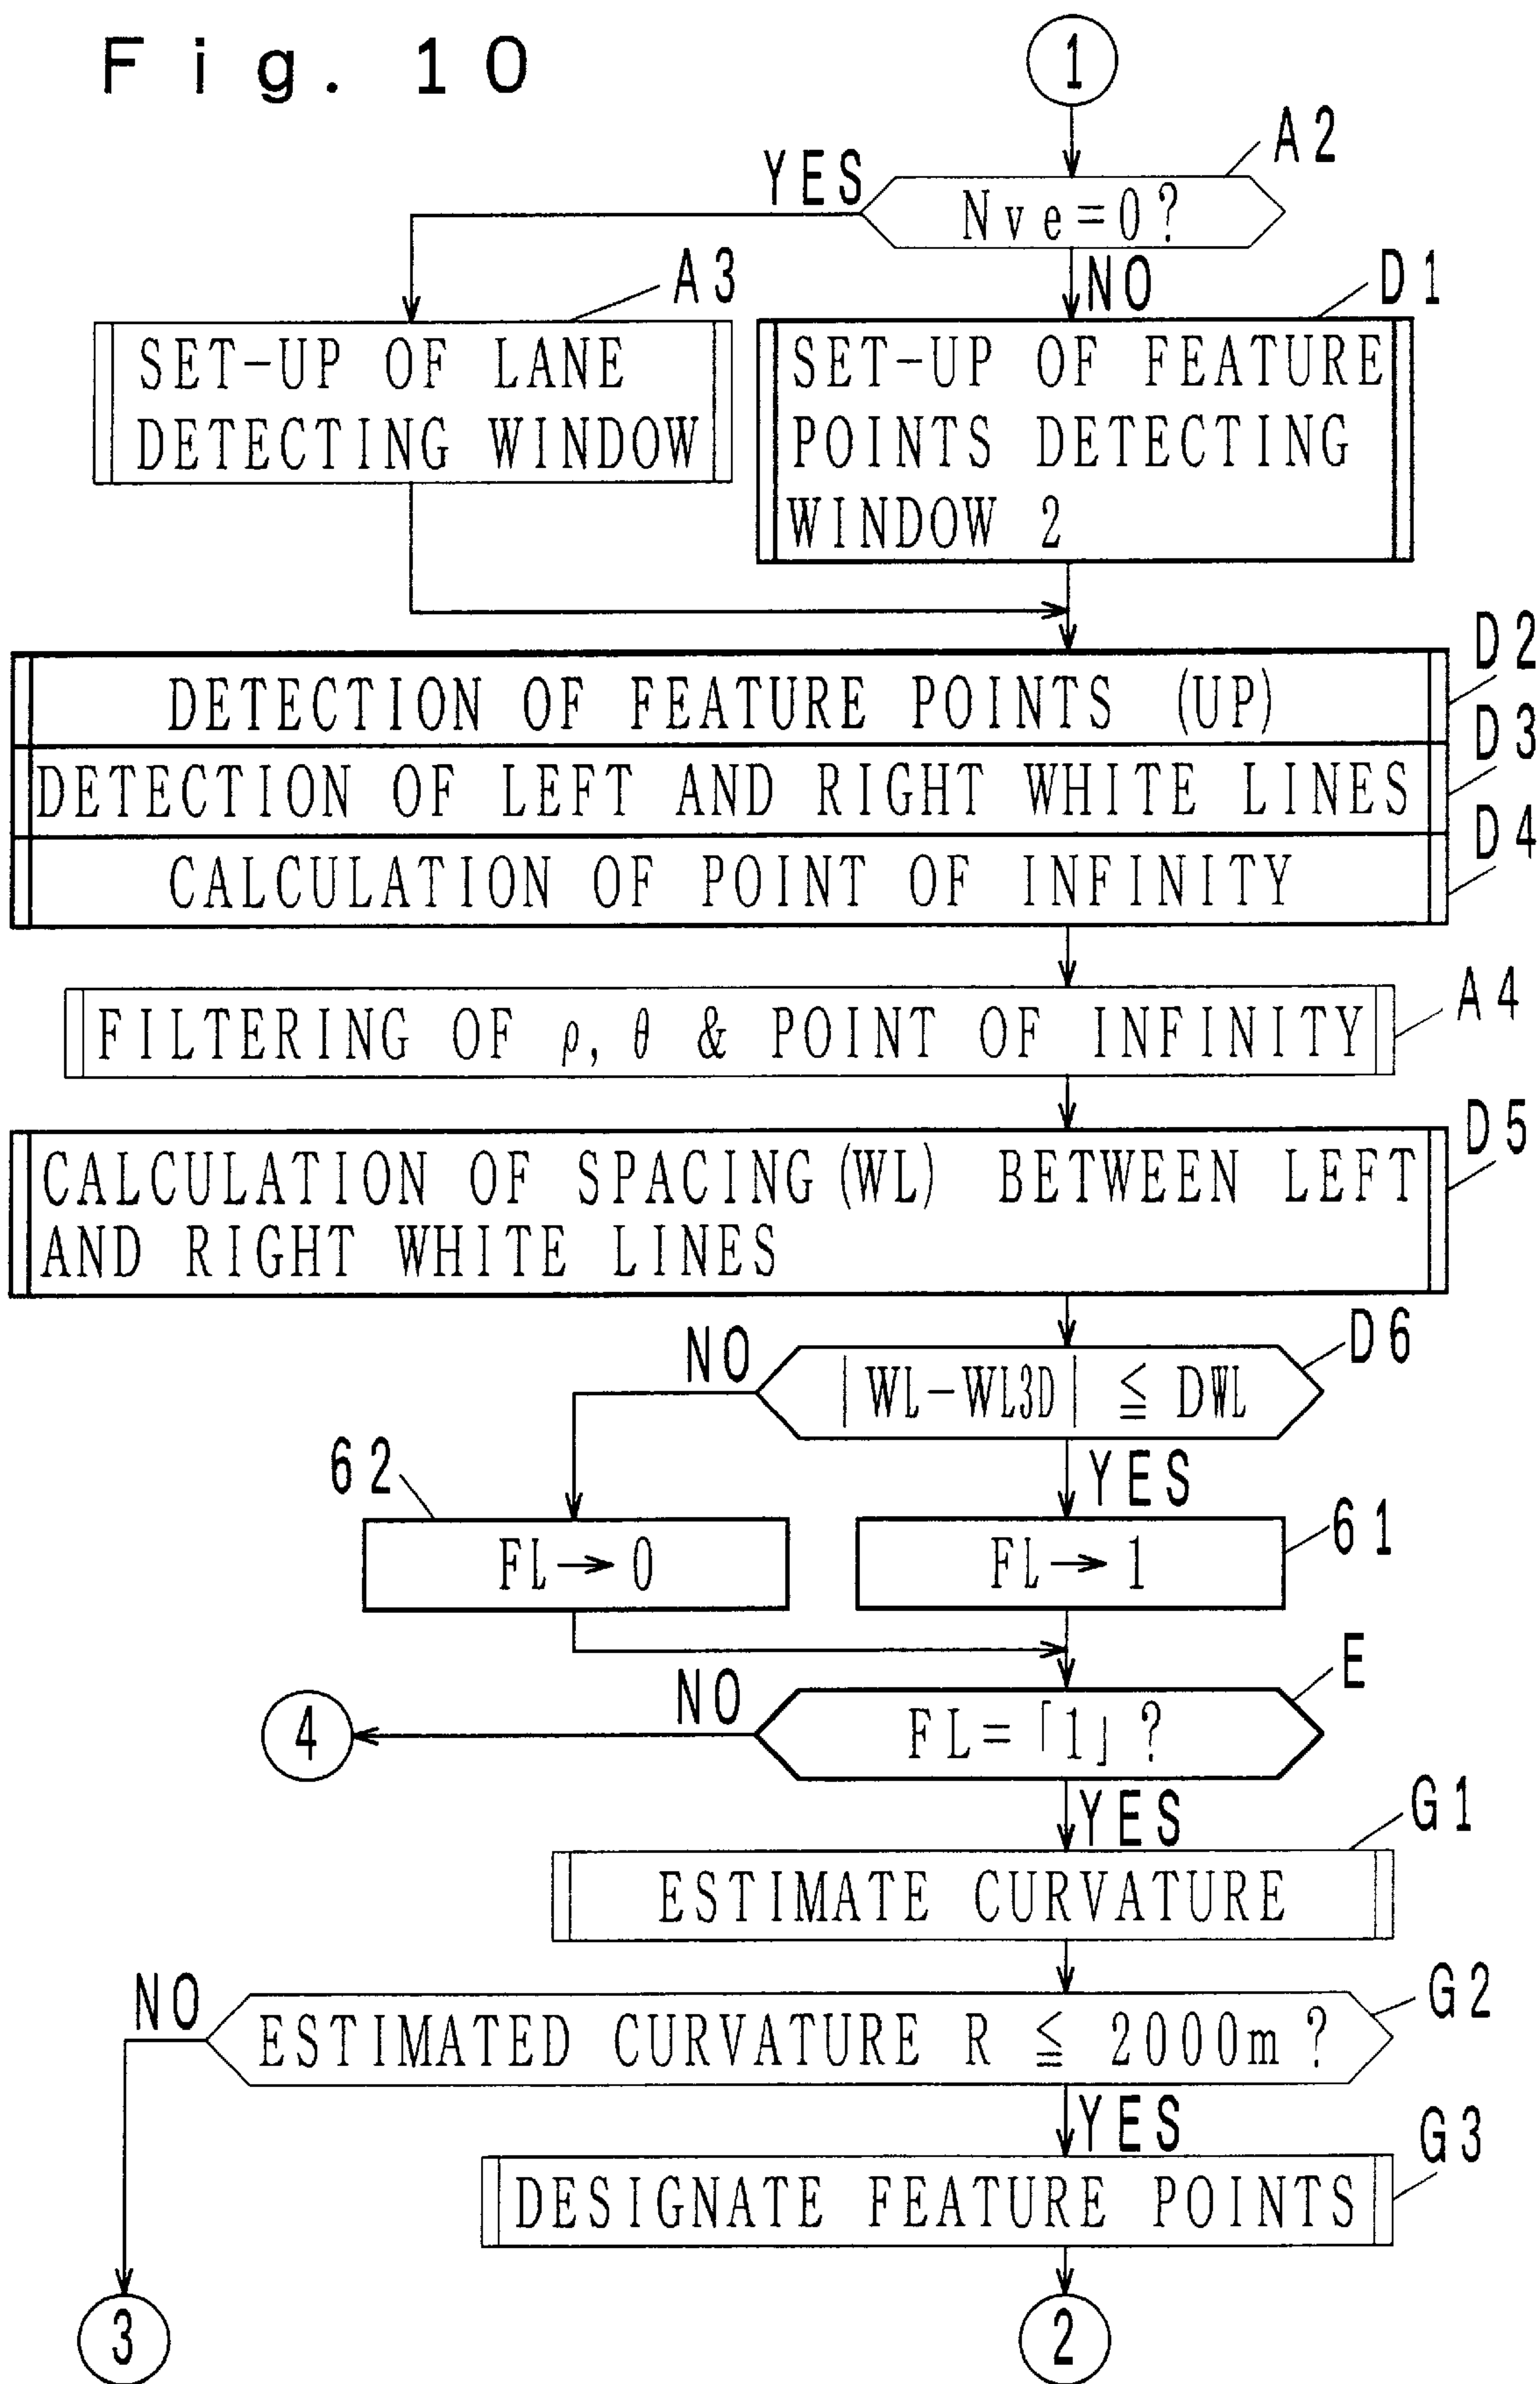 Fig. 10
1
A2
YES
Nve=0?
NO
A3
D1
SET-UP OF LANE
DETECTING WINDOW
SET-UP OF FEATURE
POINTS DETECTING
WINDOW 2
D2
DETECTION OF FEATURE POINTS (UP)
D3
DETECTION OF LEFT AND RIGHT WHITE LINES
D4
CALCULATION OF POINT OF INFINITY
A4
FILTERING OF ρ, θ & POINT OF INFINITY
D5
CALCULATION OF SPACING (WL) BETWEEN LEFT
AND RIGHT WHITE LINES
D6
NO
|WL-WL3D| ≦ DWL
YES
62
61
FL→0
FL→1
E
NO
4
FL=「1」?
YES
G1
ESTIMATE CURVATURE
G2
NO
ESTIMATED CURVATURE R ≦ 2000m?
YES
G3
DESIGNATE FEATURE POINTS
3
2